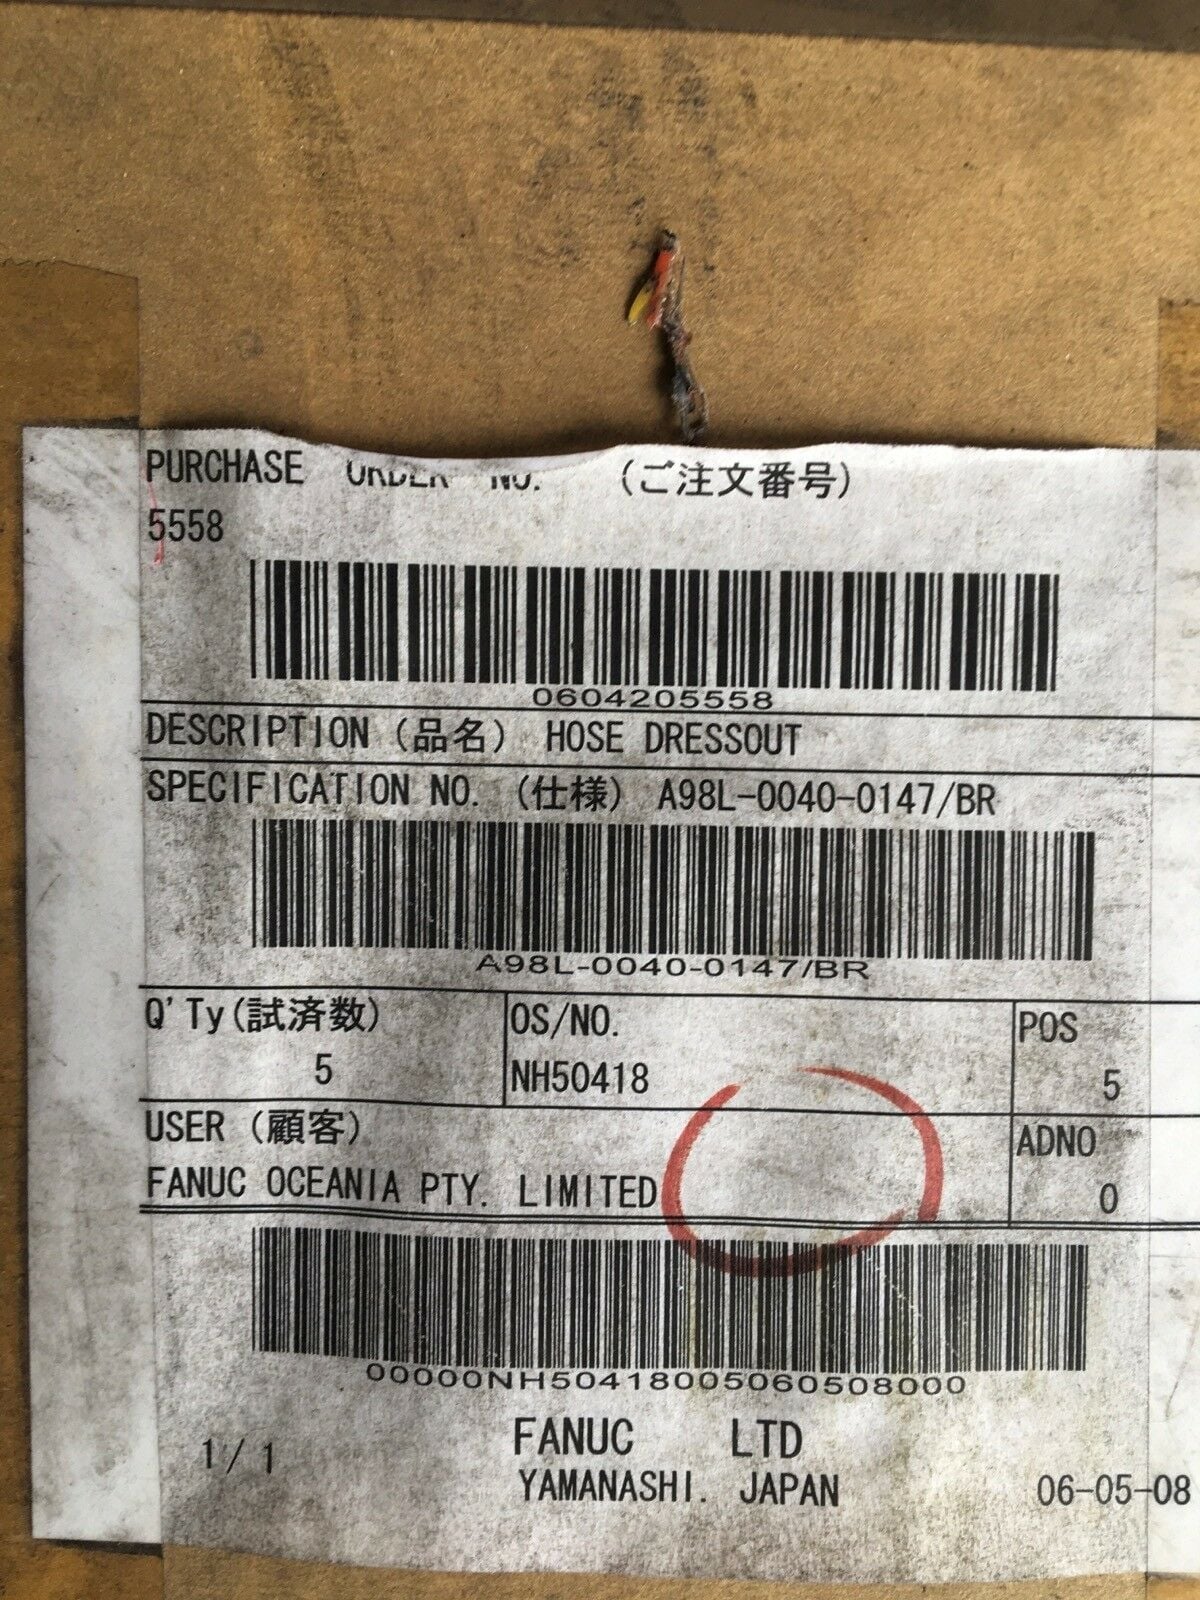 PURCHASE ORDER NO. (ご注文番号)
5558
0604205558
DESCRIPTION (品名) HOSE DRESSOUT
SPECIFICATION NO. (仕様) A98L-0040-0147/BR
A98L-0040-0147/BR
Q'Ty(試済数) OS/NO. POS
5 NH50418 5
USER (顧客) ADNO
FANUC OCEANIA PTY. LIMITED 0
00000NH50418005060508000
1/1 FANUC LTD
YAMANASHI. JAPAN 06-05-08